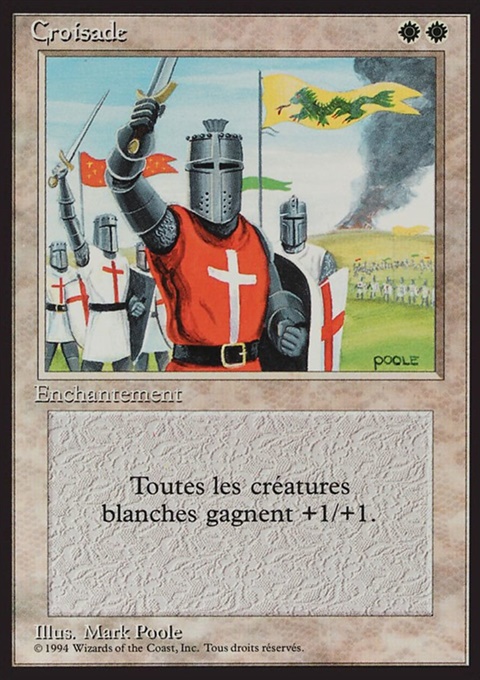 Croisade
POOLE
Enchantement
Toutes les créatures
blanches gagnent +1/+1.
Illus. Mark Poole
© 1994 Wizards of the Coast, Inc. Tous droits réservés.